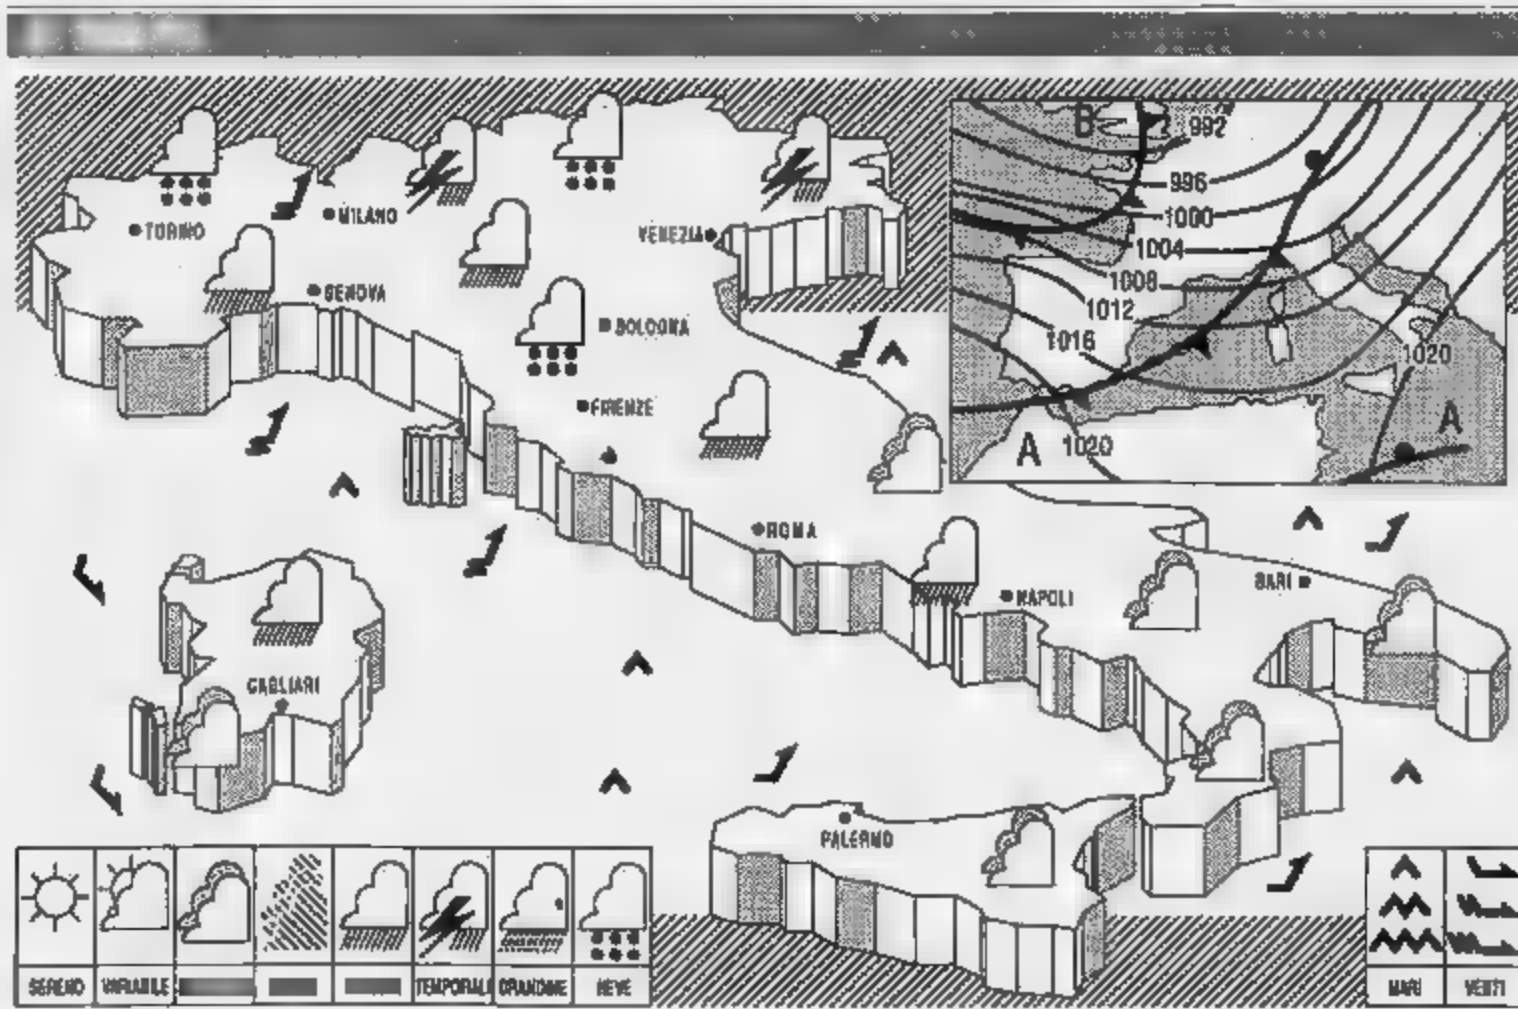 B
992
996
1000
1004
1008
1012
1016
1020
1020
A
A
TORINO
MILANO
VENEZIA
GENOVA
BOLOGNA
FIRENZE
ROMA
NAPOLI
BARI
CAGLIARI
PALERMO
SERENO
VARIABILE
TEMPORALI
GRANDINE
NEVE
MARI
VENTI